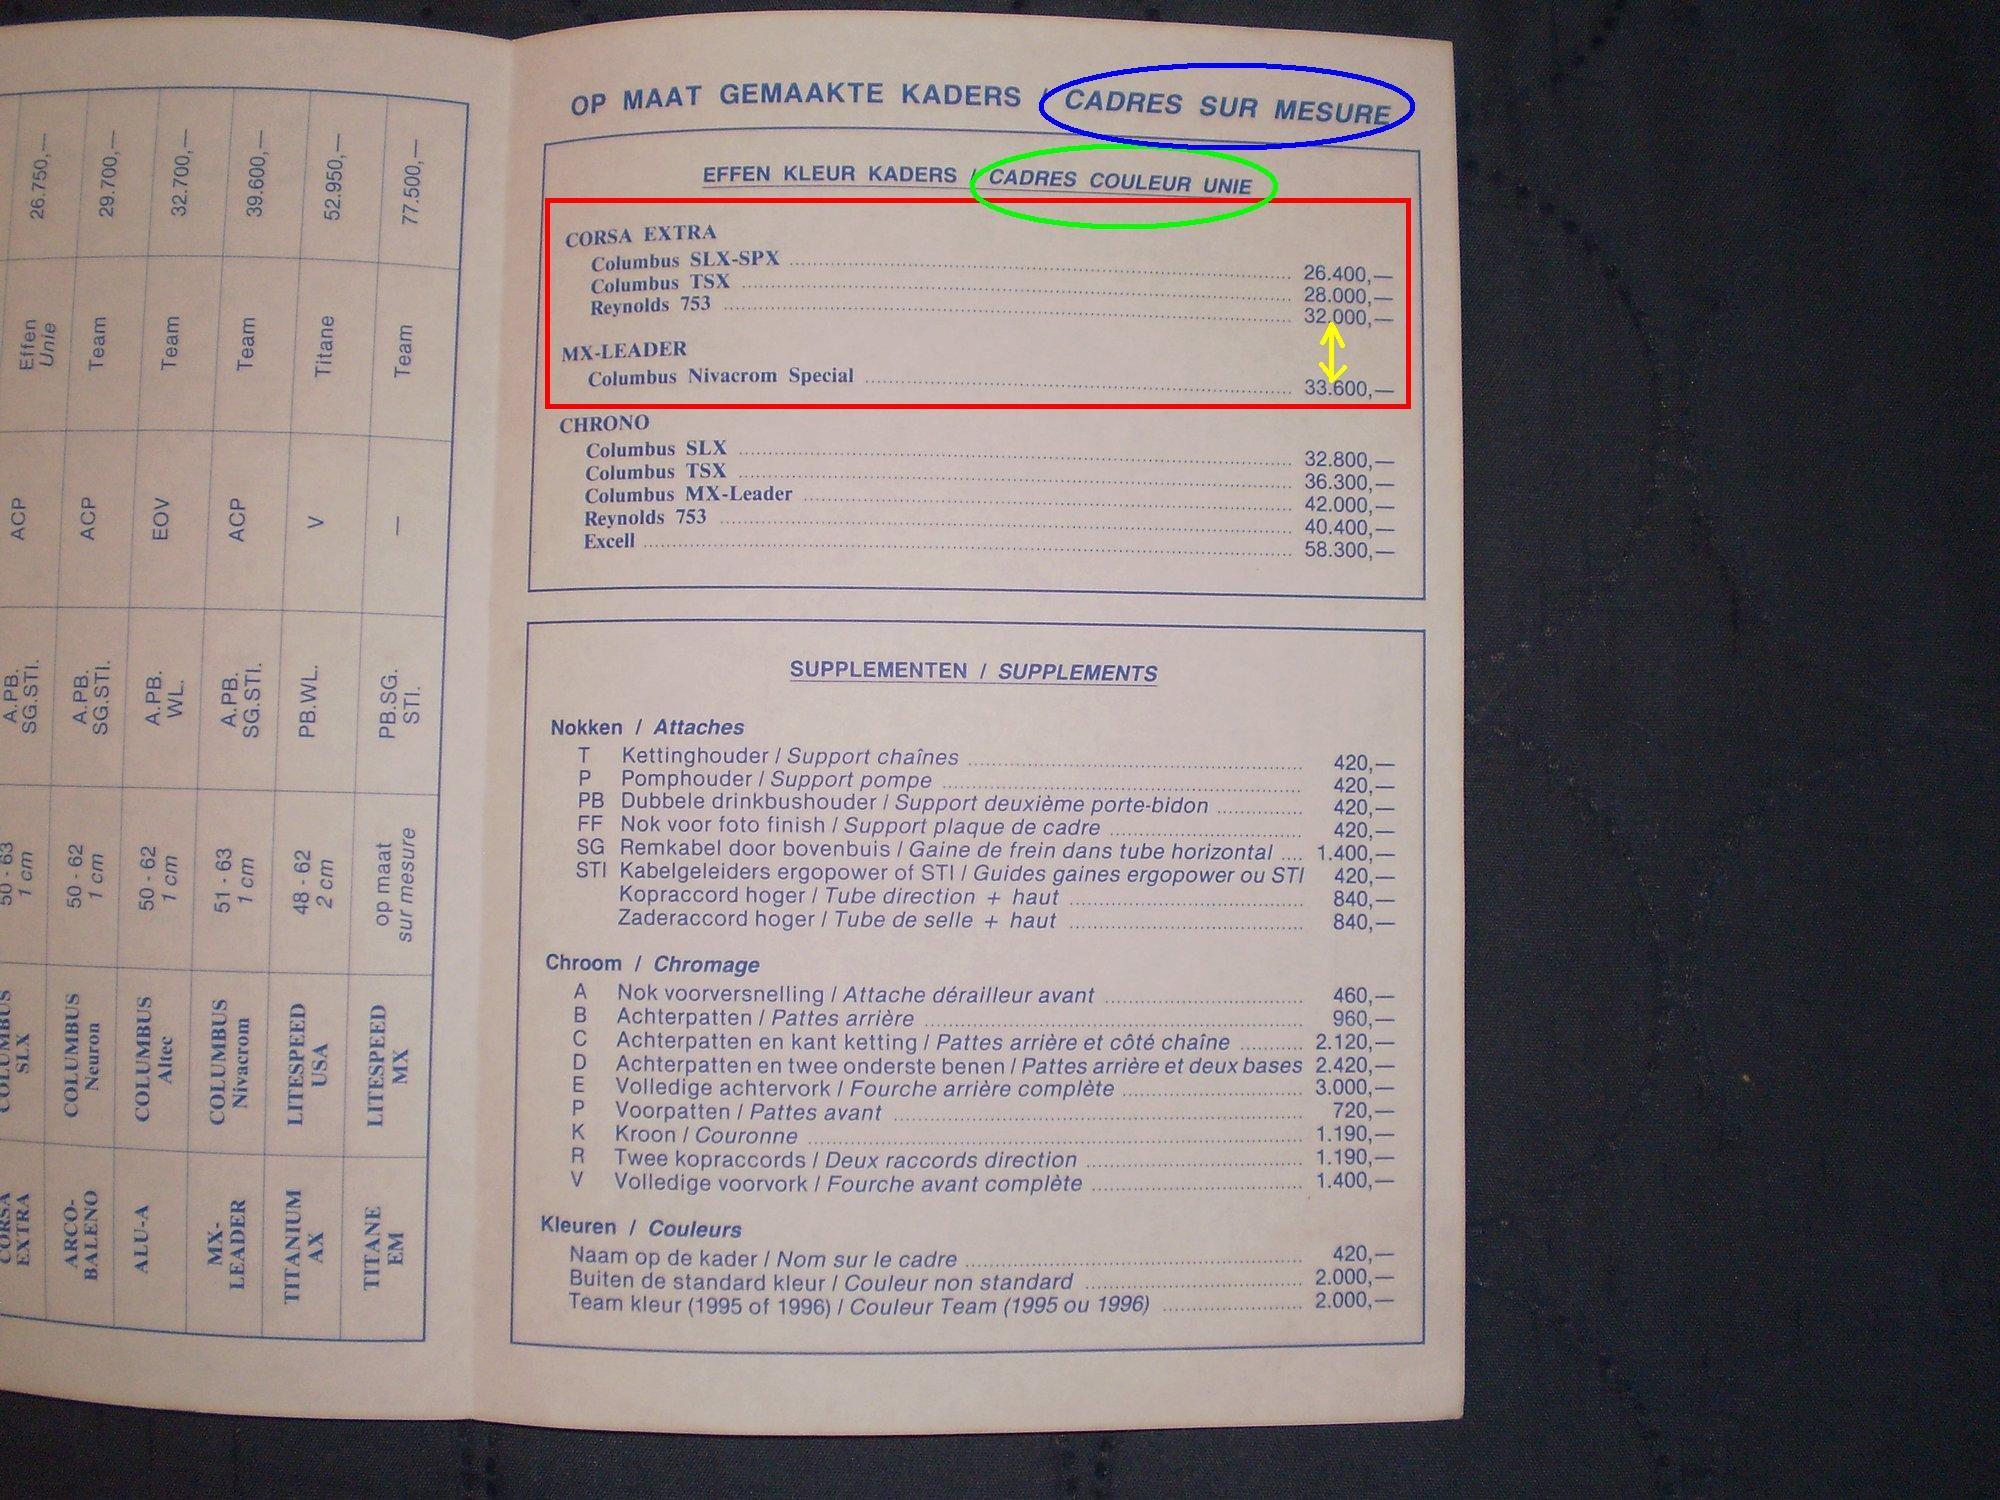 OP MAAT GEMAAKTE KADERS / CADRES SUR MESURE
EFFEN KLEUR KADERS / CADRES COULEUR UNIE
CORSA EXTRA
Columbus SLX-SPX 26.400,—
Columbus TSX 28.000,—
Reynolds 753 32.000,—
MX-LEADER
Columbus Nivacrom Special 33.600,—
CHRONO
Columbus SLX 32.800,—
Columbus TSX 36.300,—
Columbus MX-Leader 42.000,—
Reynolds 753 40.400,—
Excell 58.300,—
SUPPLEMENTEN / SUPPLEMENTS
Nokken / Attaches
T Kettinghouder / Support chaînes 420,—
P Pomphouder / Support pompe 420,—
PB Dubbele drinkbushouder / Support deuxième porte-bidon 420,—
FF Nok voor foto finish / Support plaque de cadre 420,—
SG Remkabel door bovenbuis / Gaine de frein dans tube horizontal 1.400,—
STI Kabelgeleiders ergopower of STI / Guides gaines ergopower ou STI 420,—
Kopraccord hoger / Tube direction + haut 840,—
Zaderaccord hoger / Tube de selle + haut 840,—
Chroom / Chromage
A Nok voorversnelling / Attache dérailleur avant 460,—
B Achterpatten / Pattes arrière 960,—
C Achterpatten en kant ketting / Pattes arrière et côté chaîne 2.120,—
D Achterpatten en twee onderste benen / Pattes arrière et deux bases 2.420,—
E Volledige achtervork / Fourche arrière complète 3.000,—
P Voorpatten / Pattes avant 720,—
K Kroon / Couronne 1.190,—
R Twee kopraccords / Deux raccords direction 1.190,—
V Volledige voorvork / Fourche avant complète 1.400,—
Kleuren / Couleurs
Naam op de kader / Nom sur le cadre 420,—
Buiten de standard kleur / Couleur non standard 2.000,—
Team kleur (1995 of 1996) / Couleur Team (1995 ou 1996) 2.000,—
CORSA EXTRA COLUMBUS SLX 50 - 63 1 cm A.PB. SG.STI. ACP Effen Unie 26.750,—
ARCO-BALENO COLUMBUS Neuron 50 - 62 1 cm A.PB. SG.STI. ACP Team 29.700,—
ALU-A COLUMBUS Altec 50 - 62 1 cm A.PB. WL. EOV Team 32.700,—
MX-LEADER COLUMBUS Nivacrom 51 - 63 1 cm A.PB. SG.STI. ACP Team 39.600,—
TITANIUM AX LITESPEED USA 48 - 62 2 cm PB.WL. V Titane 52.950,—
TITANE EM LITESPEED MX op maat sur mesure PB.SG. STI. — Team 77.500,—